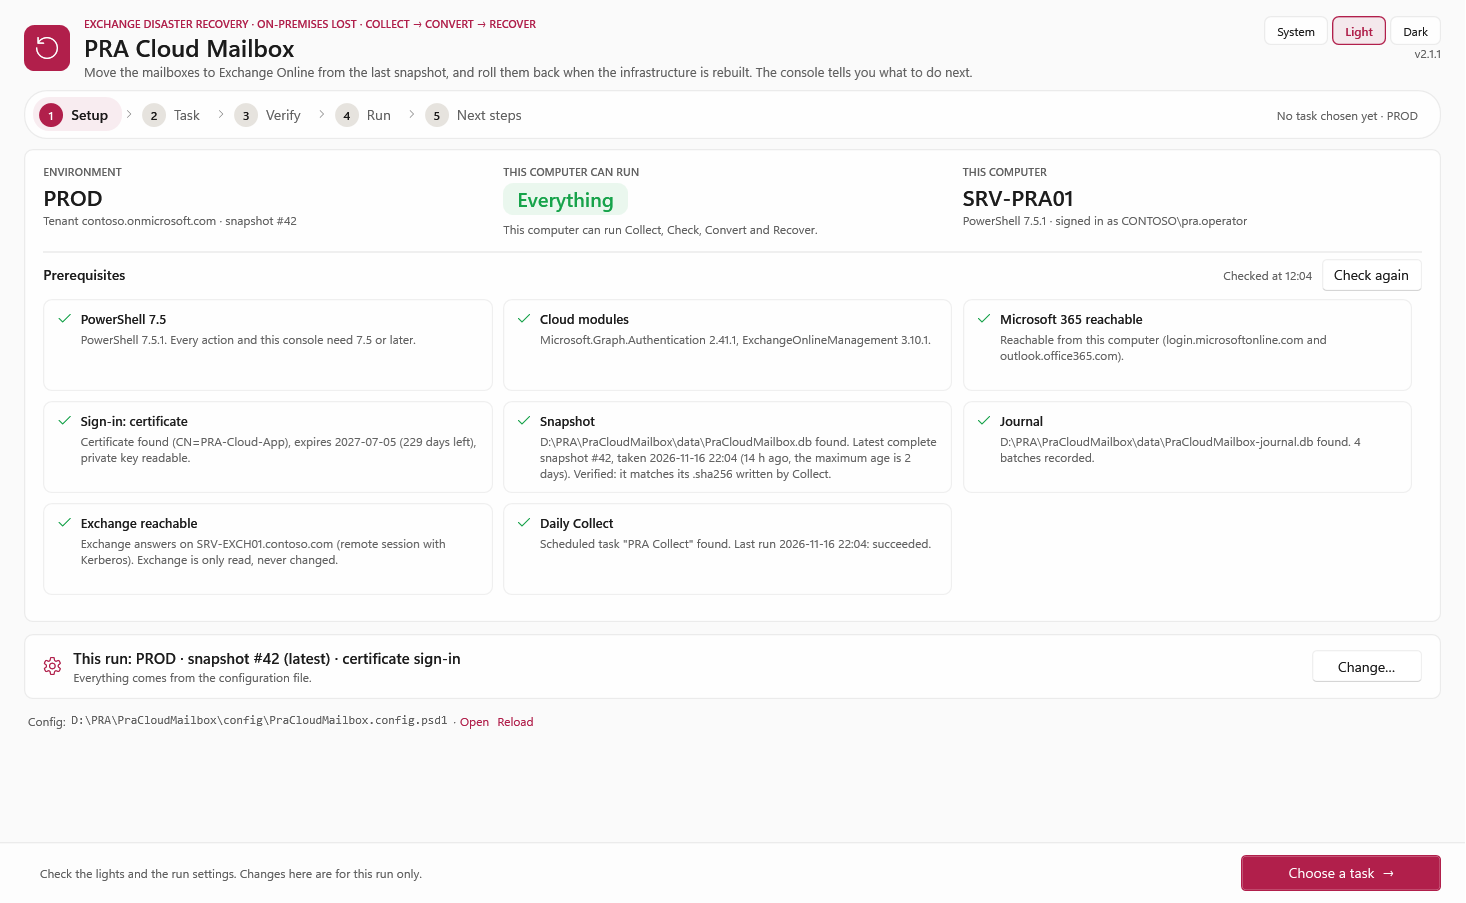 EXCHANGE DISASTER RECOVERY · ON-PREMISES LOST · COLLECT → CONVERT → RECOVER
PRA Cloud Mailbox
Move the mailboxes to Exchange Online from the last snapshot, and roll them back when the infrastructure is rebuilt. The console tells you what to do next.
System
Light
Dark
v2.1.1
1 Setup
2 Task
3 Verify
4 Run
5 Next steps
No task chosen yet · PROD
ENVIRONMENT
PROD
Tenant contoso.onmicrosoft.com · snapshot #42
THIS COMPUTER CAN RUN
Everything
This computer can run Collect, Check, Convert and Recover.
THIS COMPUTER
SRV-PRA01
PowerShell 7.5.1 · signed in as CONTOSO\pra.operator
Prerequisites
Checked at 12:04
Check again
PowerShell 7.5
PowerShell 7.5.1. Every action and this console need 7.5 or later.
Cloud modules
Microsoft.Graph.Authentication 2.41.1, ExchangeOnlineManagement 3.10.1.
Microsoft 365 reachable
Reachable from this computer (login.microsoftonline.com and
outlook.office365.com).
Sign-in: certificate
Certificate found (CN=PRA-Cloud-App), expires 2027-07-05 (229 days left),
private key readable.
Snapshot
D:\PRA\PraCloudMailbox\data\PraCloudMailbox.db found. Latest complete
snapshot #42, taken 2026-11-16 22:04 (14 h ago, the maximum age is 2
days). Verified: it matches its .sha256 written by Collect.
Journal
D:\PRA\PraCloudMailbox\data\PraCloudMailbox-journal.db found. 4
batches recorded.
Exchange reachable
Exchange answers on SRV-EXCH01.contoso.com (remote session with
Kerberos). Exchange is only read, never changed.
Daily Collect
Scheduled task "PRA Collect" found. Last run 2026-11-16 22:04: succeeded.
This run: PROD · snapshot #42 (latest) · certificate sign-in
Everything comes from the configuration file.
Change...
Config: D:\PRA\PraCloudMailbox\config\PraCloudMailbox.config.psd1 · Open Reload
Check the lights and the run settings. Changes here are for this run only.
Choose a task →